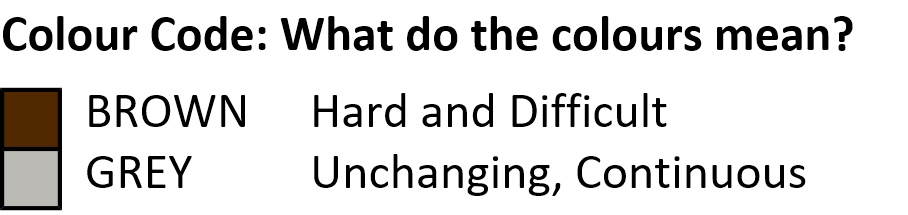 Colour Code: What do the colours mean?
BROWN Hard and Difficult
GREY Unchanging, Continuous